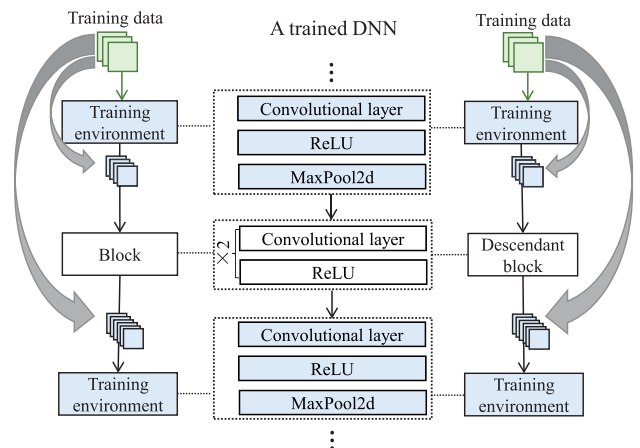 Training data
A trained DNN
Training data
Training
environment
Convolutional layer
ReLU
MaxPool2d
Training
environment
Block
×2
Convolutional layer
ReLU
Descendant
block
Training
environment
Convolutional layer
ReLU
MaxPool2d
Training
environment